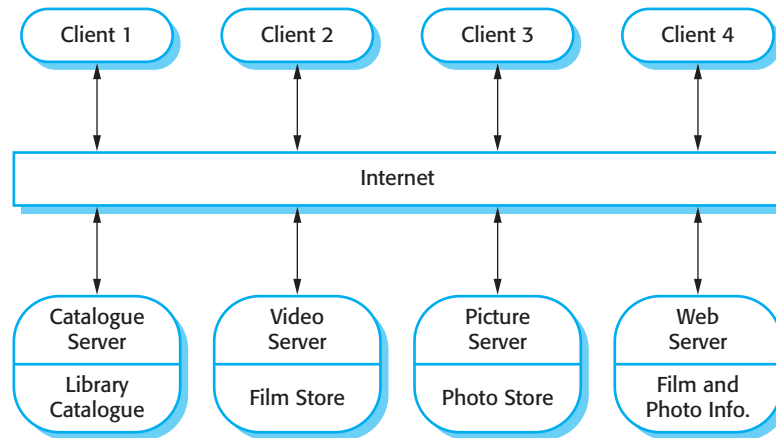 Client 1
Client 2
Client 3
Client 4
Internet
Catalogue
Server
Library
Catalogue
Video
Server
Film Store
Picture
Server
Photo Store
Web
Server
Film and
Photo Info.